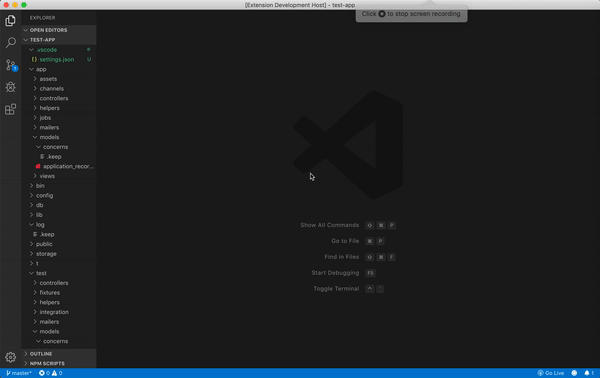 [Extension Development Host] - test-app
Click to stop screen recording
EXPLORER
OPEN EDITORS
TEST-APP
.vscode
{} settings.json U
app
assets
channels
controllers
helpers
jobs
mailers
models
concerns
.keep
application_recor...
views
bin
config
db
lib
log
.keep
public
storage
t
test
controllers
fixtures
helpers
integration
mailers
models
concerns
OUTLINE
NPM SCRIPTS
1
Show All Commands ⇧ ⌘ P
Go to File ⌘ P
Find in Files ⇧ ⌘ F
Start Debugging F5
Toggle Terminal ^ `
master* 0 0 Go Live 1